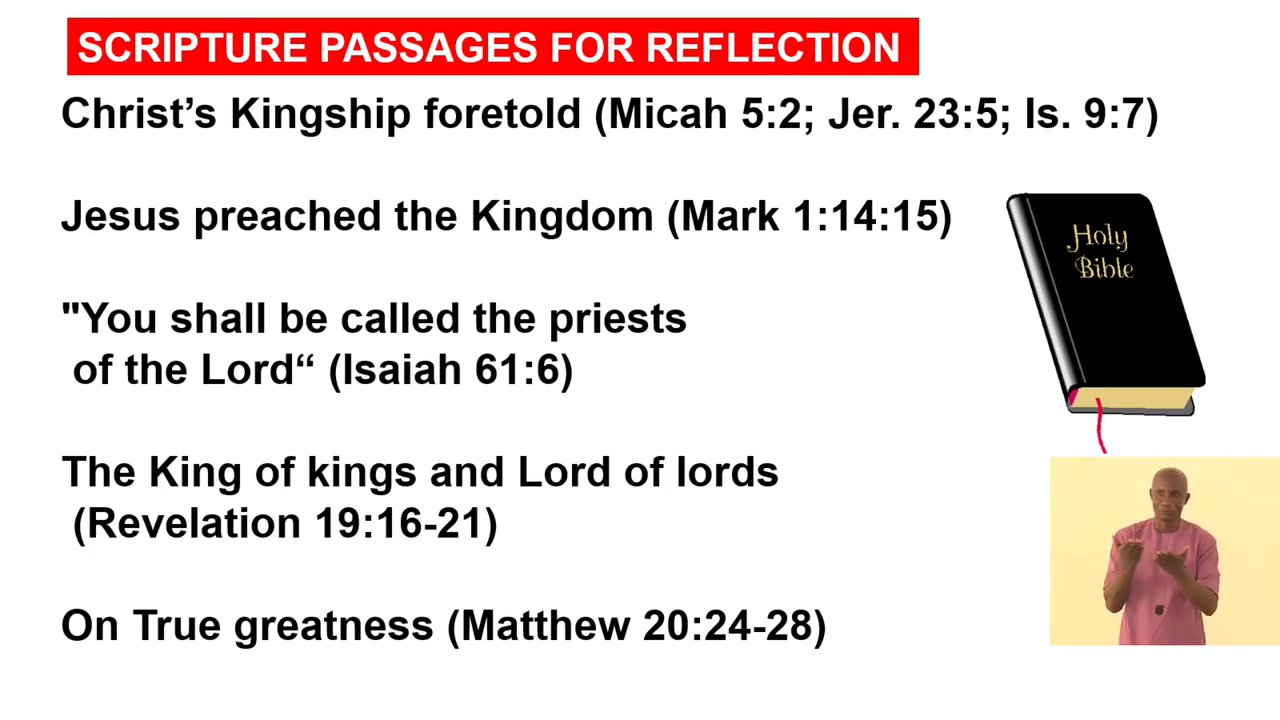 SCRIPTURE PASSAGES FOR REFLECTION
Christ’s Kingship foretold (Micah 5:2; Jer. 23:5; Is. 9:7)
Jesus preached the Kingdom (Mark 1:14:15)
Holy
Bible
"You shall be called the priests
of the Lord“ (Isaiah 61:6)
The King of kings and Lord of lords
(Revelation 19:16-21)
On True greatness (Matthew 20:24-28)